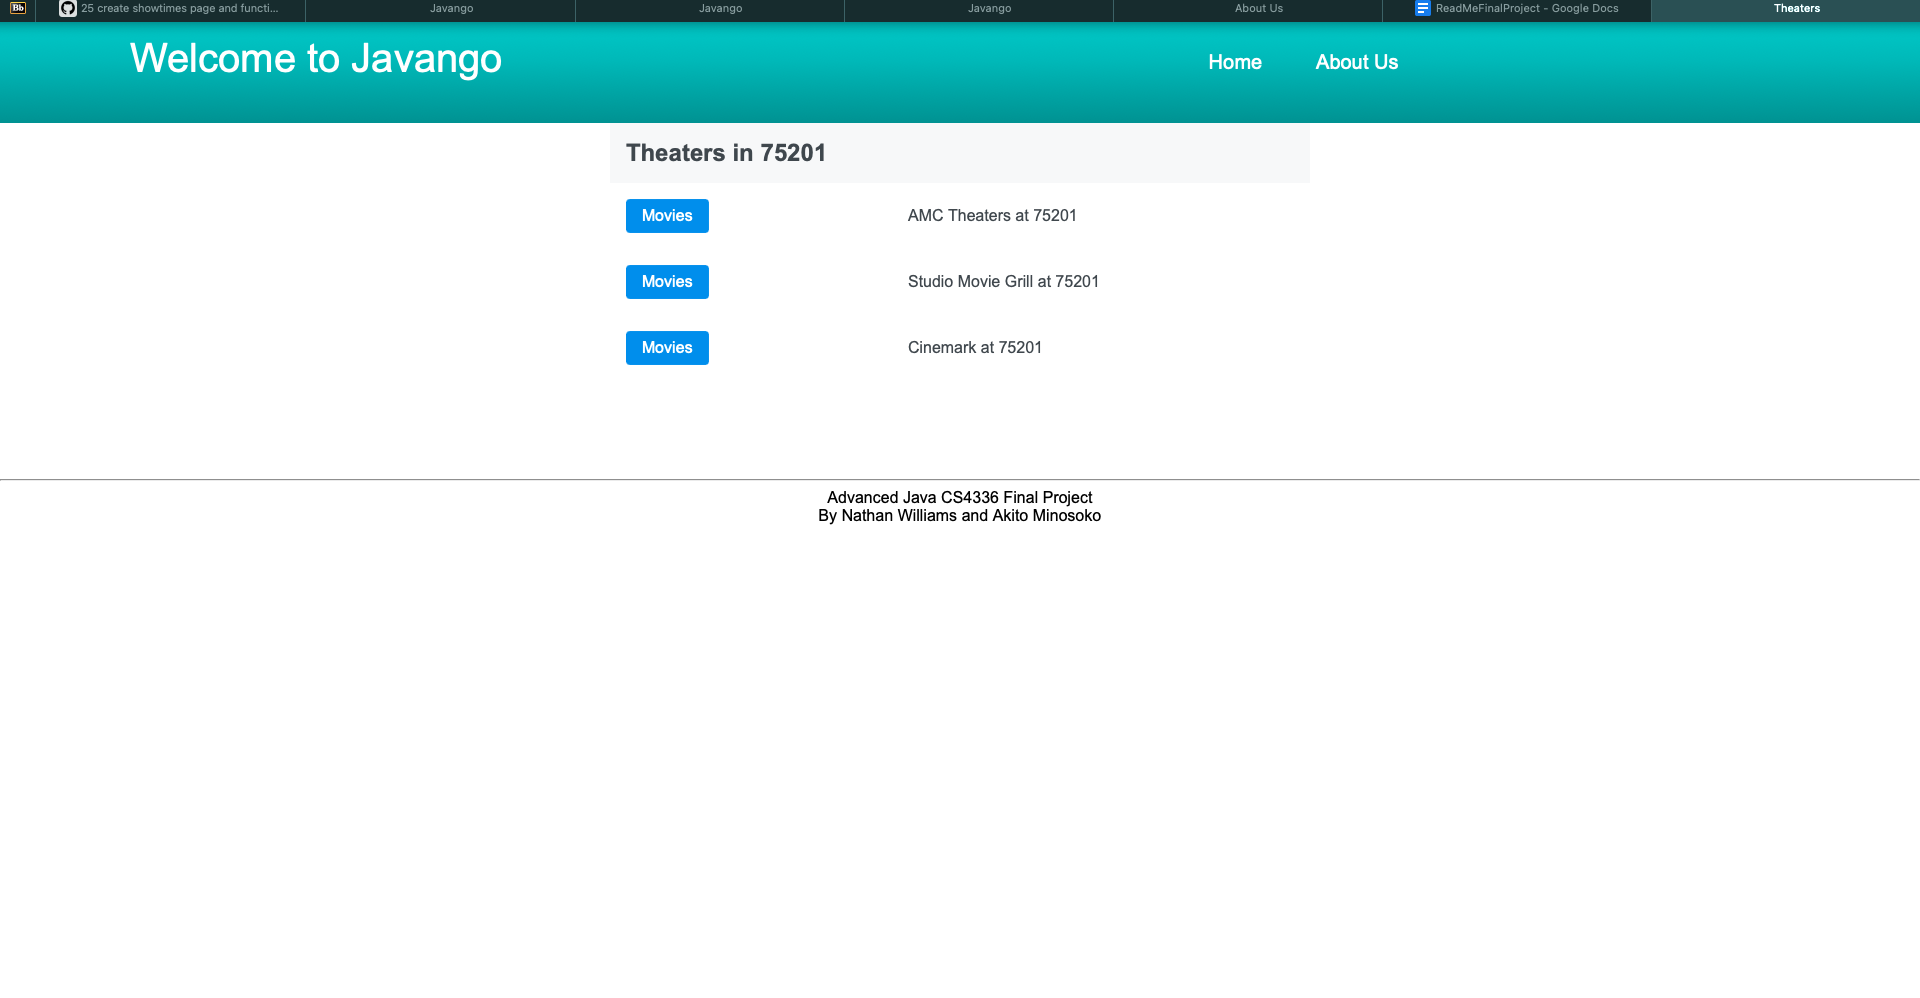 Bb
25 create showtimes page and functi...
Javango
Javango
Javango
About Us
ReadMeFinalProject - Google Docs
Theaters
Welcome to Javango
Home
About Us
Theaters in 75201
Movies AMC Theaters at 75201
Movies Studio Movie Grill at 75201
Movies Cinemark at 75201
Advanced Java CS4336 Final Project
By Nathan Williams and Akito Minosoko